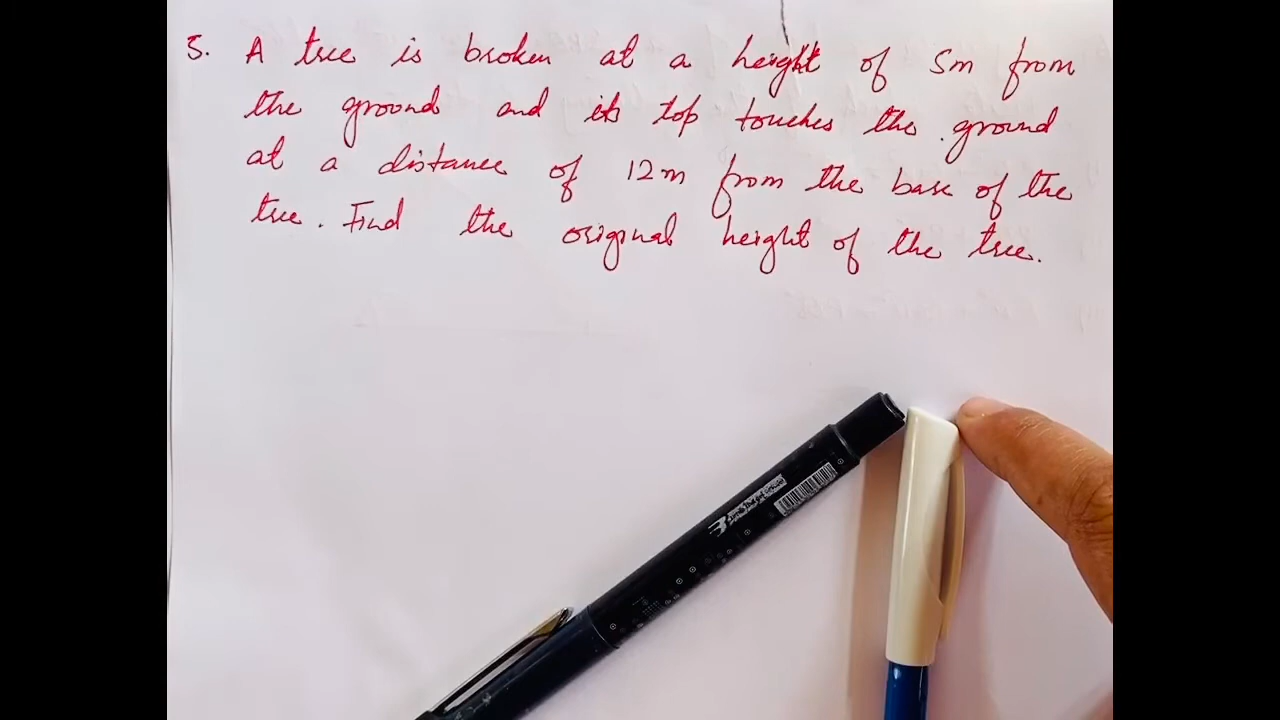 5. A tree is broken at a height of 5m from
the ground and its top touches the ground
at a distance of 12m from the base of the
tree. Find the original height of the tree.